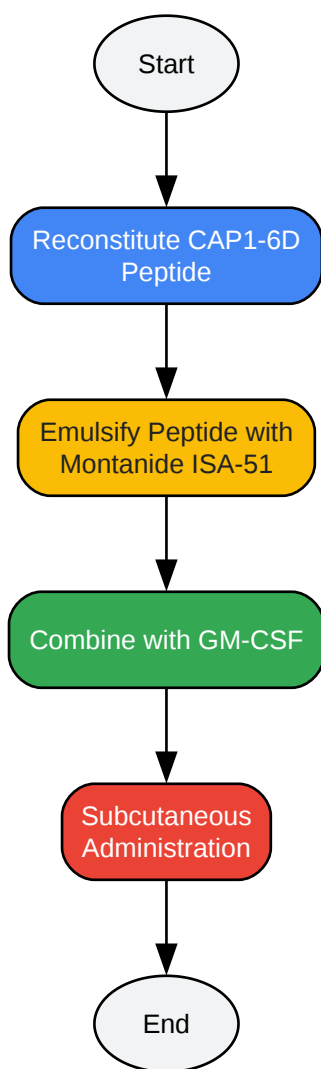 Start
Reconstitute CAP1-6D
Peptide
Emulsify Peptide with
Montanide ISA-51
Combine with GM-CSF
Subcutaneous
Administration
End